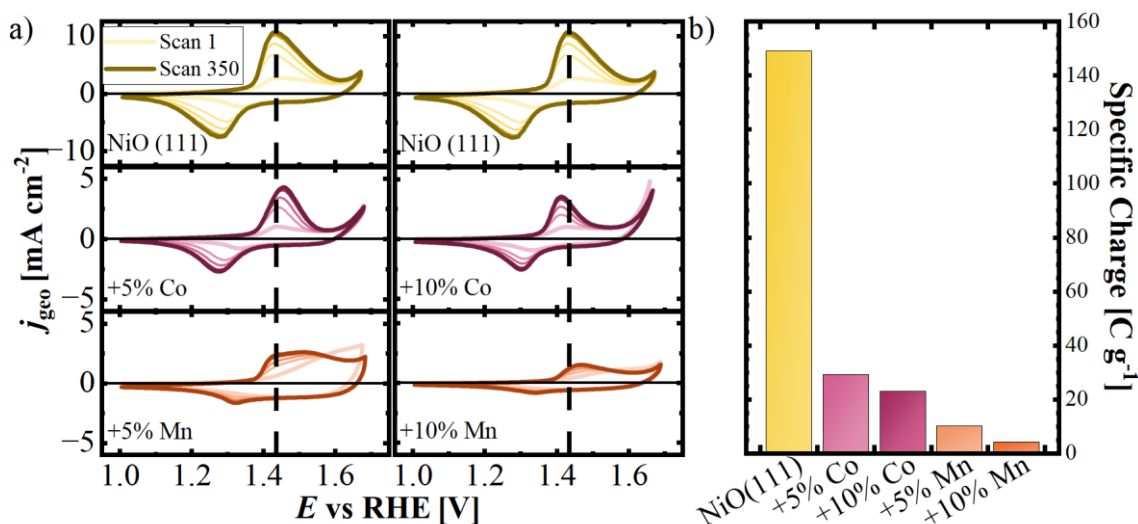 a)
Scan 1
Scan 350
10
0
−10
NiO (111)
NiO (111)
5
0
−5
+5% Co
+10% Co
5
0
−5
+5% Mn
+10% Mn
1.0 1.2 1.4 1.6 1.0 1.2 1.4 1.6
E vs RHE [V]
jgeo [mA cm-2]
b)
160
140
120
100
80
60
40
20
0
Specific Charge [C g-1]
NiO(111)
+5% Co
+10% Co
+5% Mn
+10% Mn